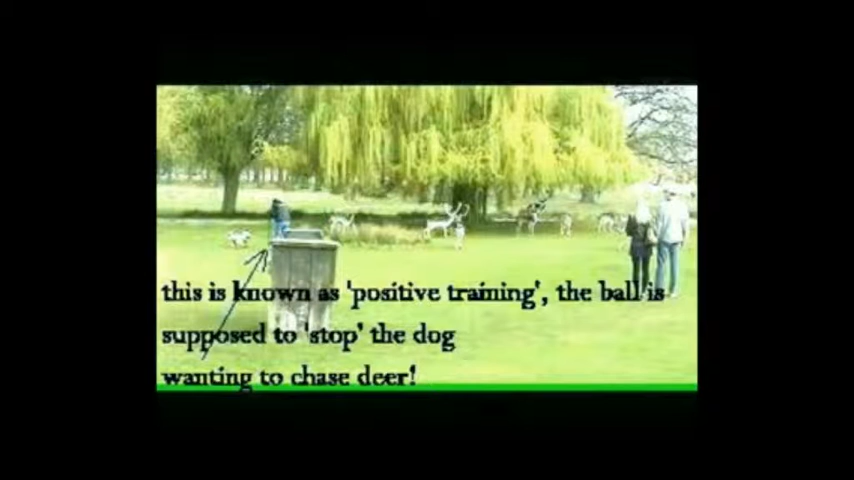 this is known as 'positive training', the ball is
supposed to 'stop' the dog
wanting to chase deer!